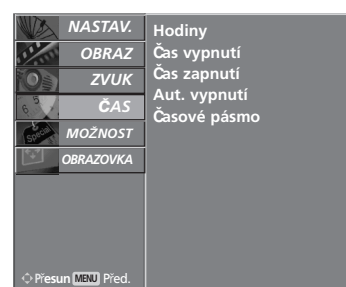 NASTAV.
OBRAZ
ZVUK
ČAS
MOŽNOST
OBRAZOVKA
Hodiny
Čas vypnutí
Čas zapnutí
Aut. vypnutí
Časové pásmo
Přesun MENU Před.